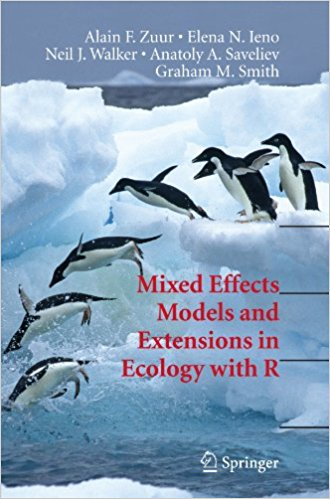 Alain F. Zuur · Elena N. Ieno
Neil J. Walker · Anatoly A. Saveliev
Graham M. Smith
Mixed Effects
Models and
Extensions in
Ecology with R
Springer